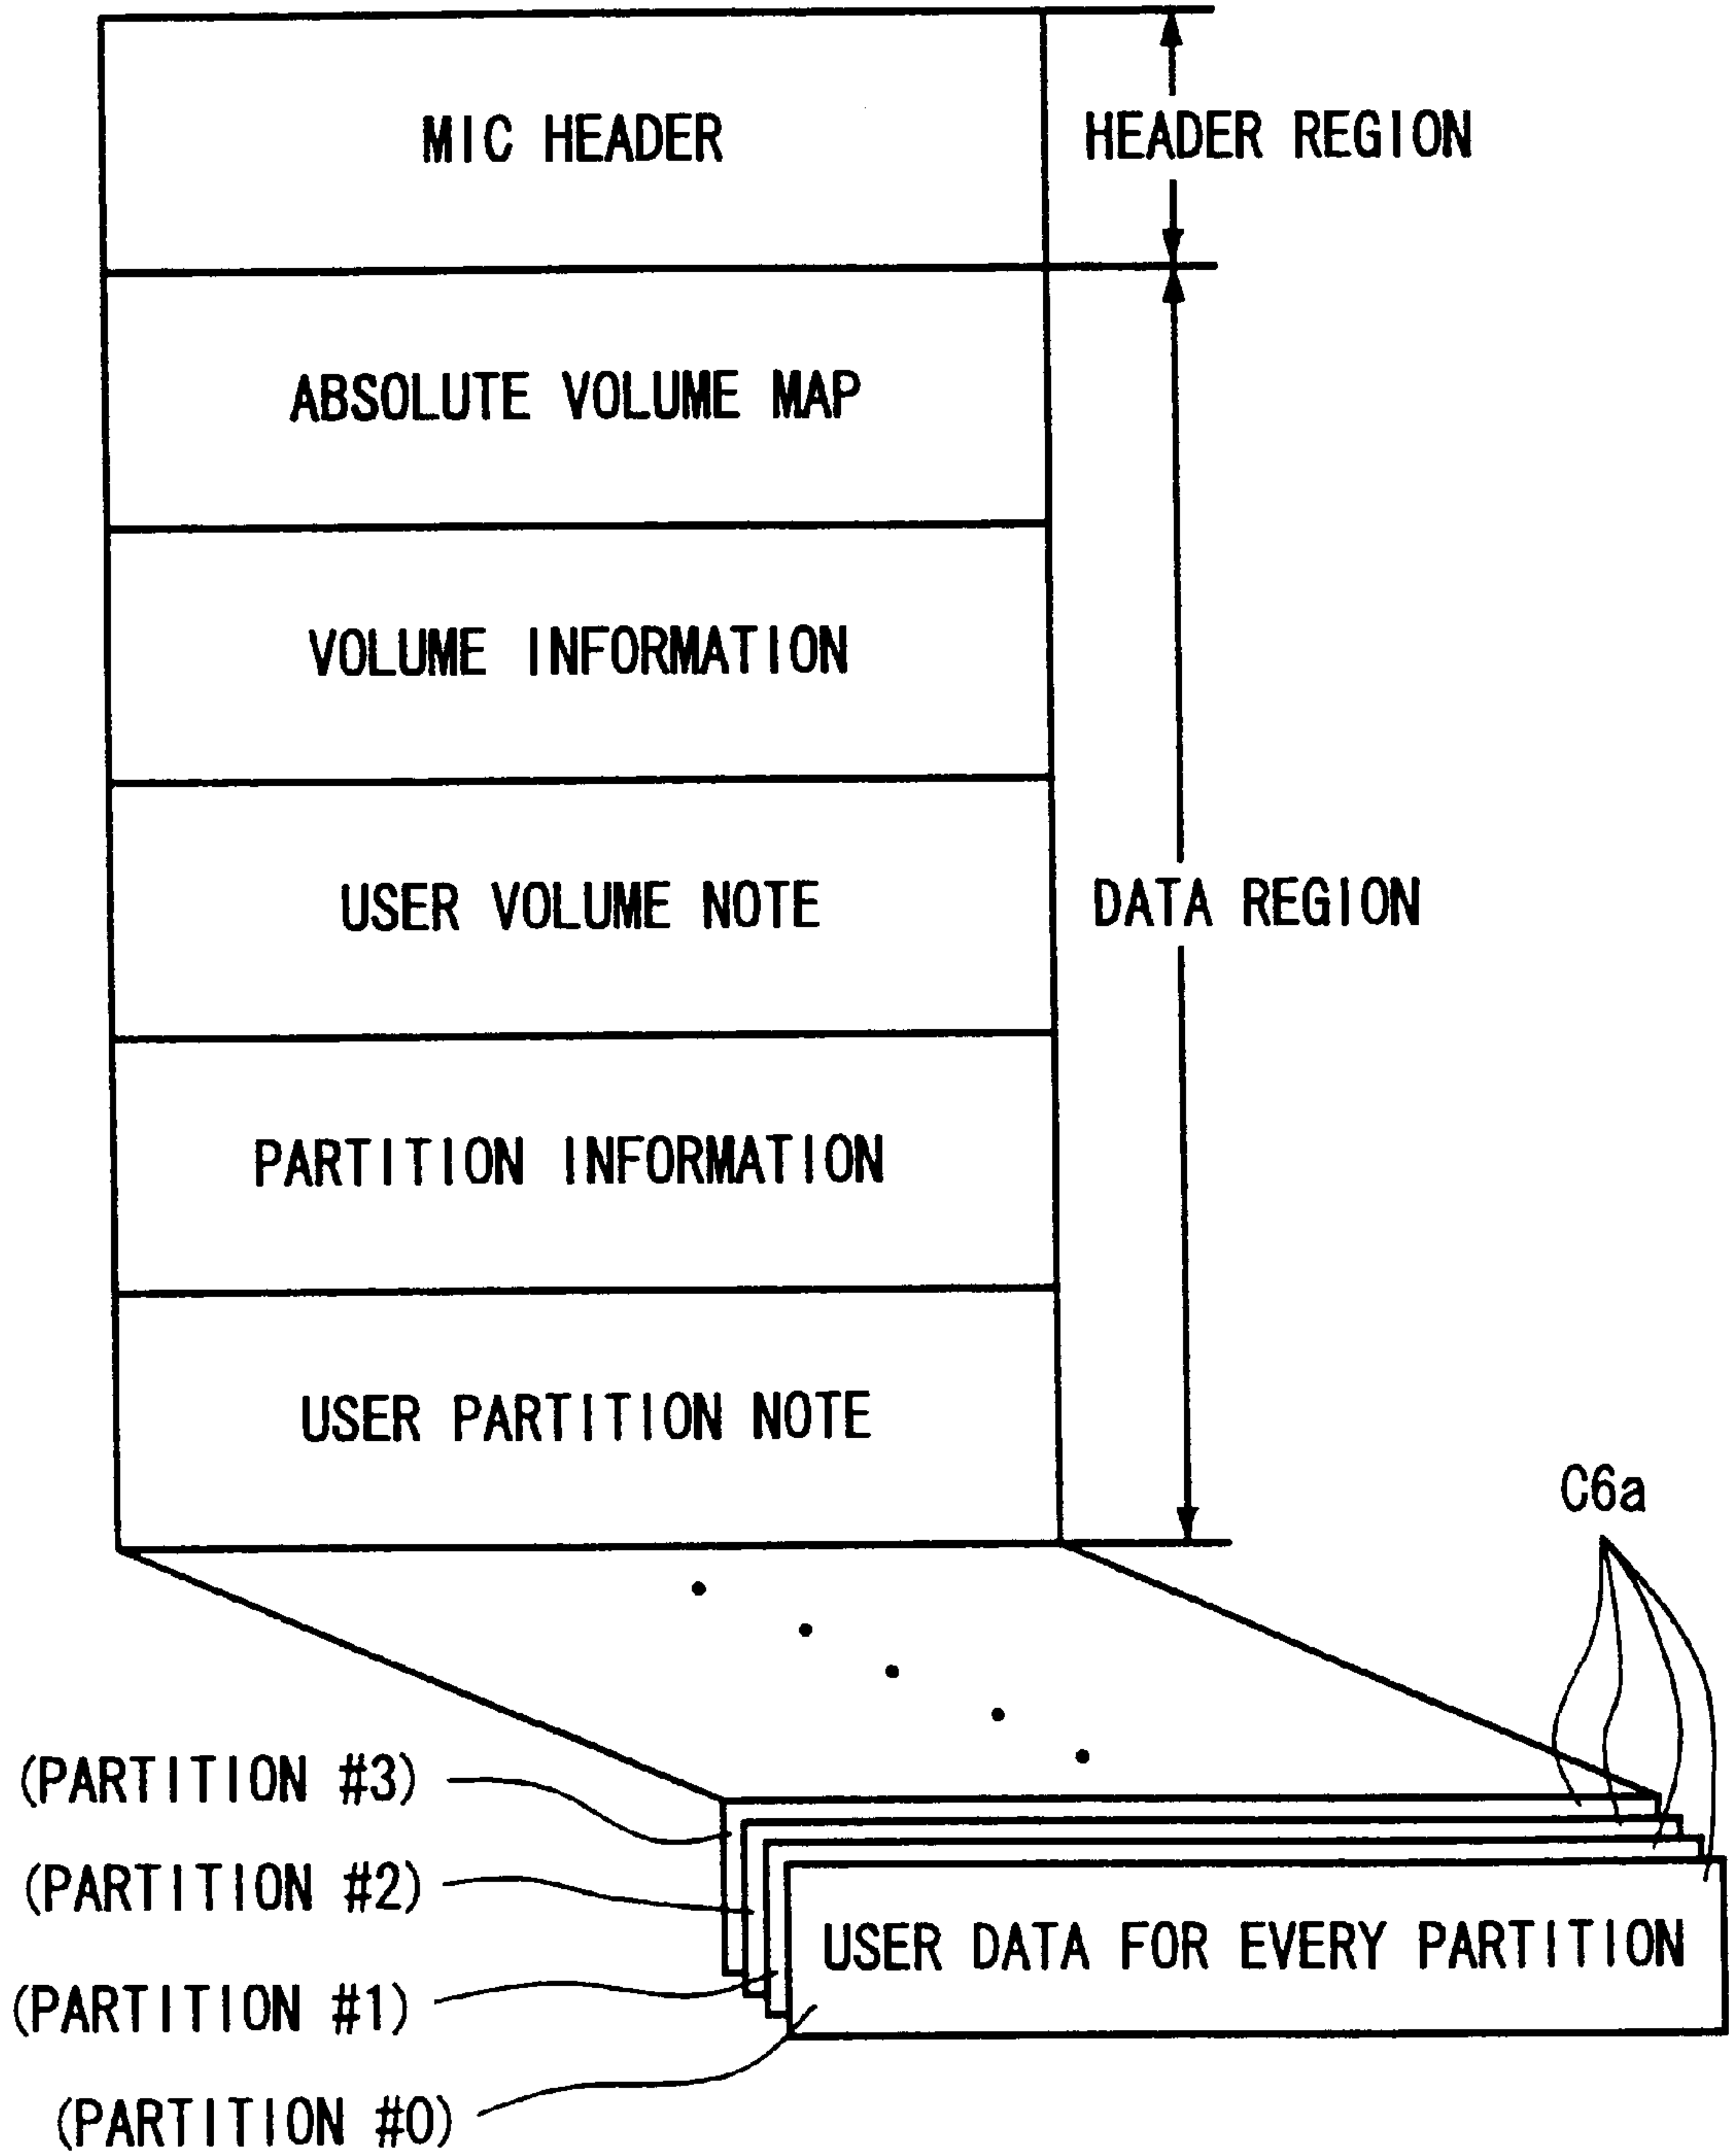 MIC HEADER
HEADER REGION
ABSOLUTE VOLUME MAP
VOLUME INFORMATION
USER VOLUME NOTE
DATA REGION
PARTITION INFORMATION
USER PARTITION NOTE
C6a
(PARTITION #3)
(PARTITION #2)
USER DATA FOR EVERY PARTITION
(PARTITION #1)
(PARTITION #0)